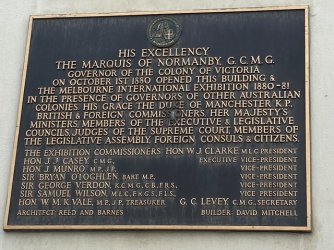 HIS EXCELLENCY
THE MARQUIS OF NORMANBY, G.C.M.G.
GOVERNOR OF THE COLONY OF VICTORIA
ON OCTOBER 1ST 1880 OPENED THIS BUILDING &
THE MELBOURNE INTERNATIONAL EXHIBITION 1880-81
IN THE PRESENCE OF GOVERNORS OF OTHER AUSTRALIAN
COLONIES HIS GRACE THE DUKE OF MANCHESTER K.P.
BRITISH & FOREIGN COMMISSIONERS, HER MAJESTY'S
MINISTERS, MEMBERS OF THE EXECUTIVE & LEGISLATIVE
COUNCILS, JUDGES OF THE SUPREME COURT, MEMBERS OF
THE LEGISLATIVE ASSEMBLY, FOREIGN CONSULS & CITIZENS.
THE EXHIBITION COMMISSIONERS: HON. W. J. CLARKE M.L.C. PRESIDENT
HON. J. J. CASEY, C.M.G., EXECUTIVE VICE-PRESIDENT
HON. J. MUNRO, M.P., J.P. VICE-PRESIDENT
SIR BRYAN O'LOGHLEN BART. M.P., VICE-PRESIDENT
SIR GEORGE VERDON, K.C.M.G., C.B., F.R.S., VICE-PRESIDENT
SIR SAMUEL WILSON, M.L.C., F.R.G.S., F.L.S., VICE-PRESIDENT
HON. W. M. K. VALE, M.P., J.P., TREASURER G. C. LEVEY, C.M.G., SECRETARY
ARCHITECT: REED AND BARNES BUILDER: DAVID MITCHELL